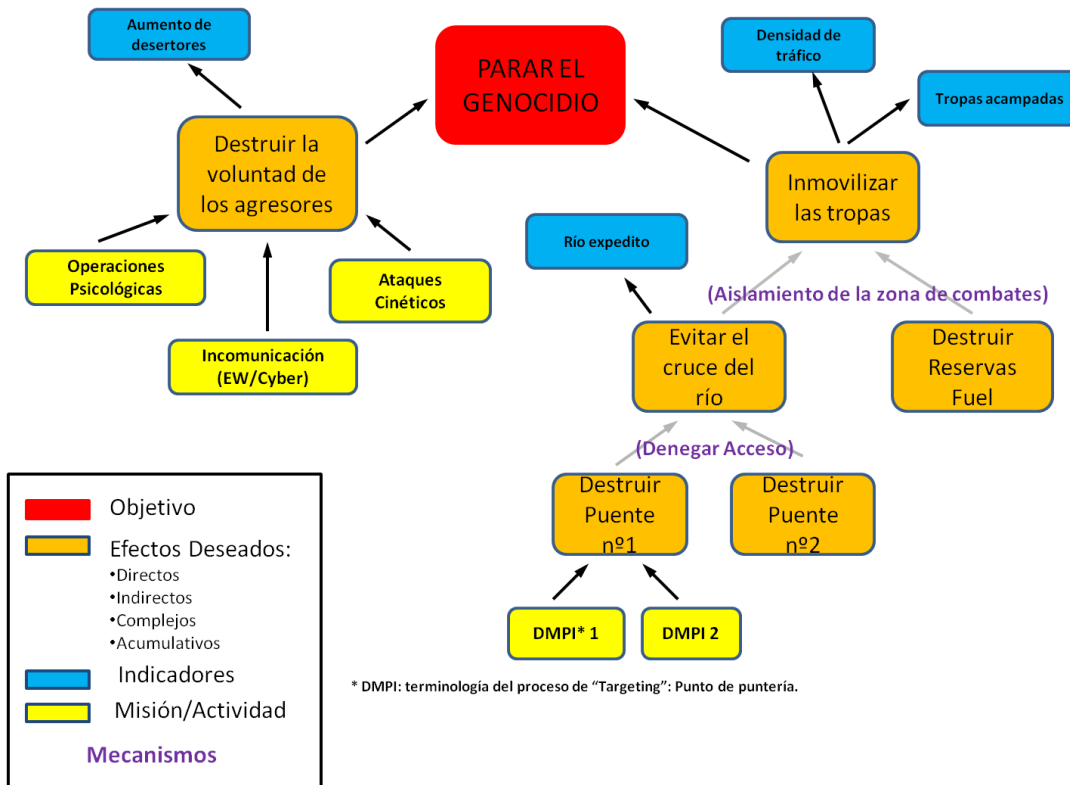 Aumento de
desertores
PARAR EL
GENOCIDIO
Densidad de
tráfico
Tropas acampadas
Destruir la
voluntad de
los agresores
Inmovilizar
las tropas
Río expedito
Operaciones
Psicológicas
Ataques
Cinéticos
Incomunicación
(EW/Cyber)
(Aislamiento de la zona de combates)
Evitar el
cruce del
río
Destruir
Reservas
Fuel
(Denegar Acceso)
Destruir
Puente
nº1
Destruir
Puente
nº2
DMPI* 1
DMPI 2
* DMPI: terminología del proceso de “Targeting”: Punto de puntería.
Objetivo
Efectos Deseados:
•Directos
•Indirectos
•Complejos
•Acumulativos
Indicadores
Misión/Actividad
Mecanismos